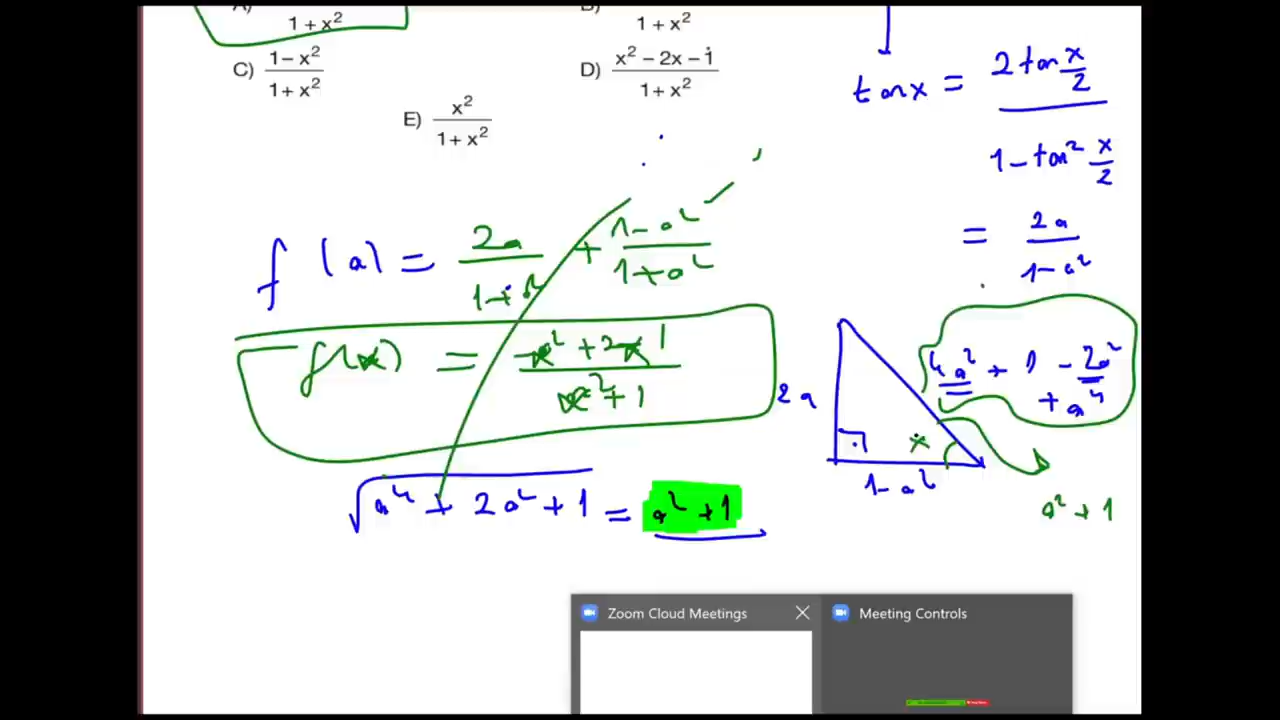 A) 1 + x²
B) 1 + x²
C) (1 − x²)/(1 + x²)
D) (x² − 2x − 1)/(1 + x²)
E) x²/(1 + x²)
tan x = (2 tan x/2)/(1 − tan² x/2)
= 2a/(1 − a²)
f(a) = 2a/(1 + a²) + (1 − a²)/(1 + a²)
f(x) = (−x² + 2x + 1)/(x² + 1)
4a² + 1 − 2a² + a⁴
2a
x
1 − a²
a² + 1
√(a⁴ + 2a² + 1) = a² + 1
Zoom Cloud Meetings
Meeting Controls